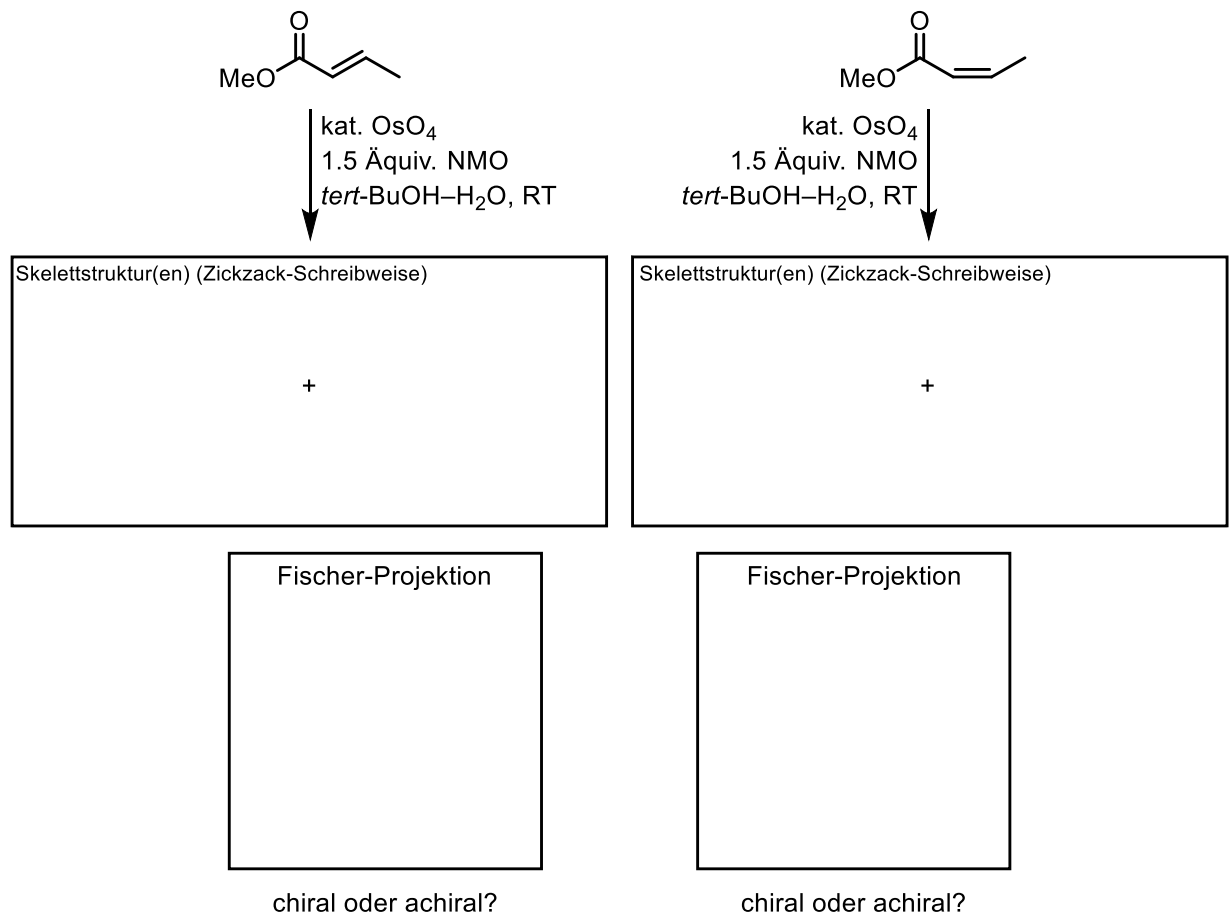 O
MeO
O
MeO
kat. OsO4
1.5 Äquiv. NMO
tert-BuOH–H2O, RT
kat. OsO4
1.5 Äquiv. NMO
tert-BuOH–H2O, RT
Skelettstruktur(en) (Zickzack-Schreibweise)
+
Skelettstruktur(en) (Zickzack-Schreibweise)
+
Fischer-Projektion
Fischer-Projektion
chiral oder achiral?
chiral oder achiral?